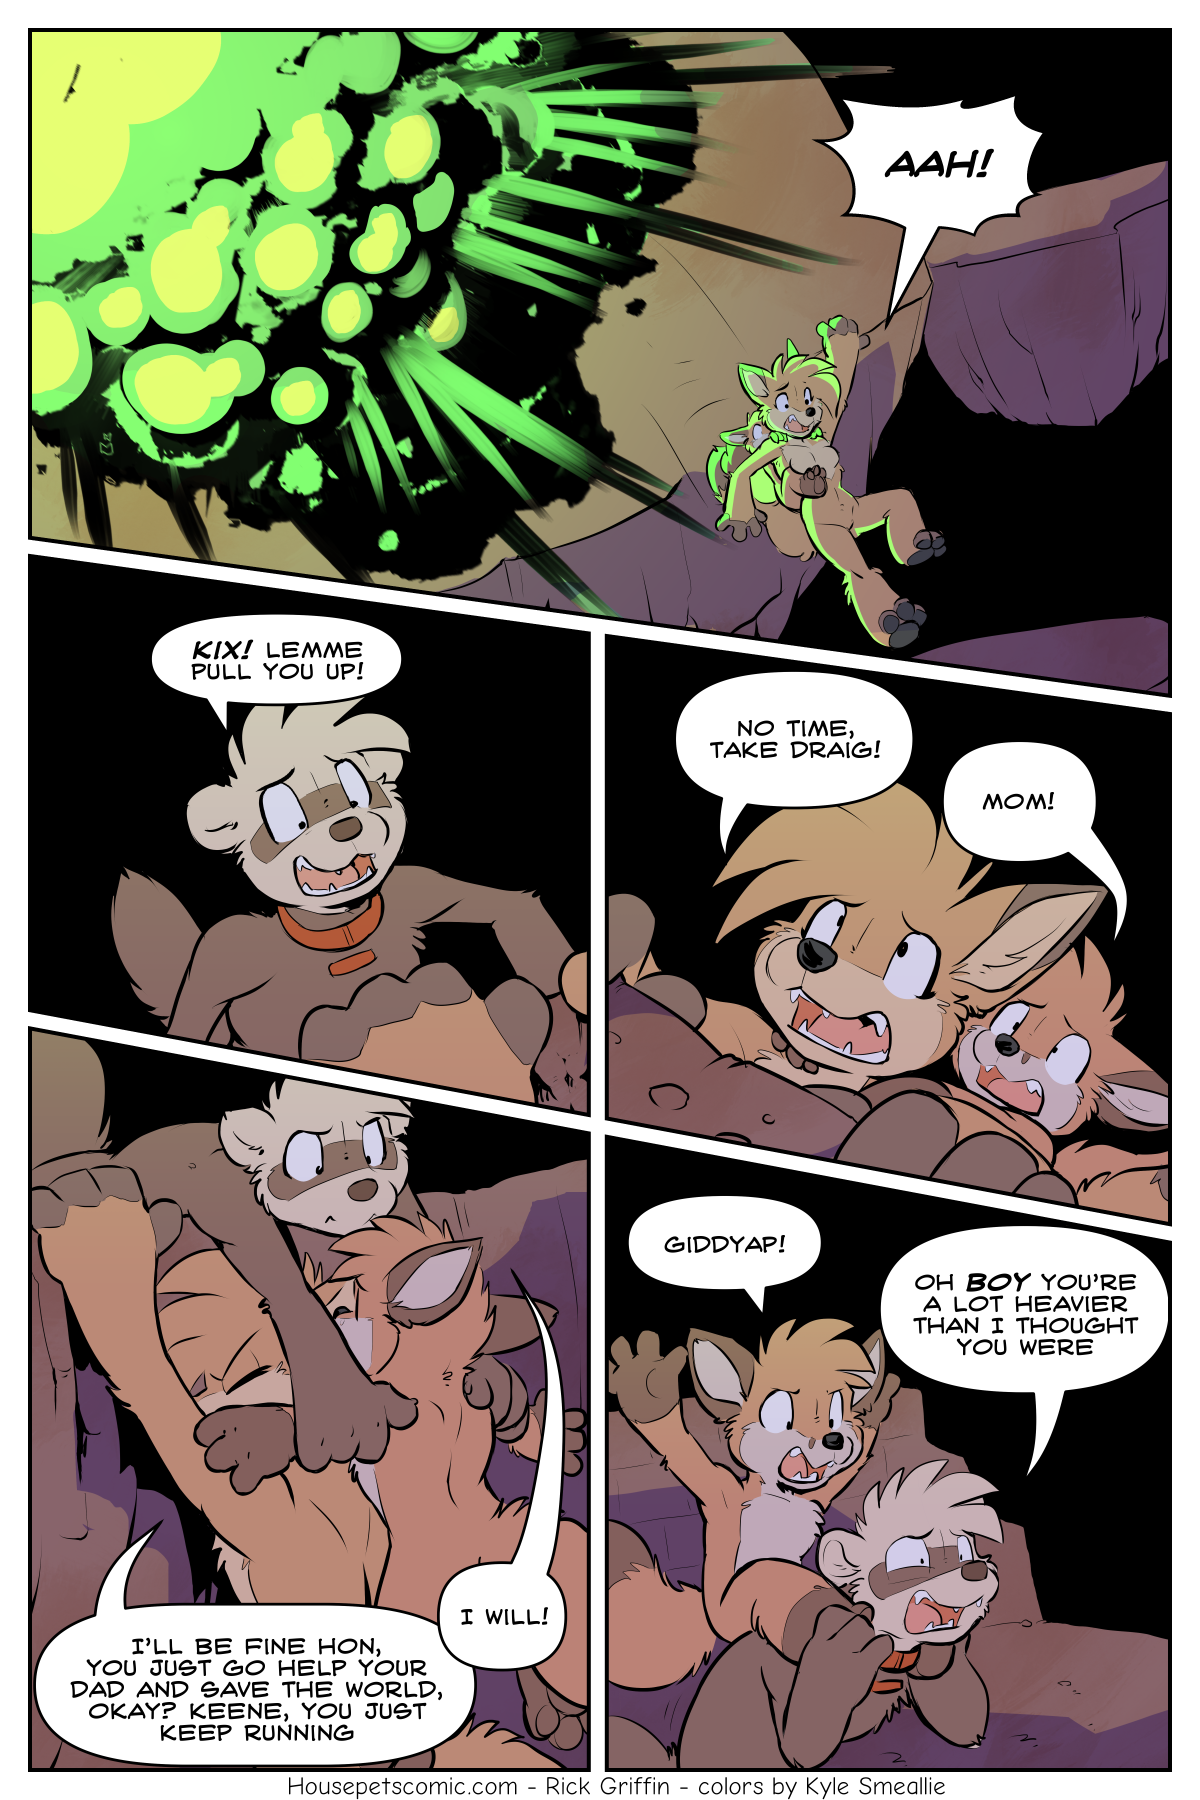 AAH!
KIX! LEMME
PULL YOU UP!
NO TIME,
TAKE DRAIG!
MOM!
I'LL BE FINE HON,
YOU JUST GO HELP YOUR
DAD AND SAVE THE WORLD,
OKAY? KEENE, YOU JUST
KEEP RUNNING
I WILL!
GIDDYAP!
OH BOY YOU'RE
A LOT HEAVIER
THAN I THOUGHT
YOU WERE
Housepetscomic.com - Rick Griffin - colors by Kyle Smeallie